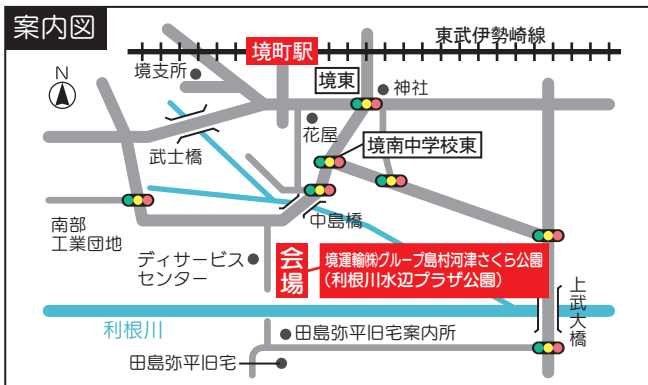 案内図
境町駅
東武伊勢崎線
N
境支所
境東
神社
花屋
武士橋
境南中学校東
南部
工業団地
中島橋
ディサービス
センター
会場
境運輸㈱グループ島村河津さくら公園
(利根川水辺プラザ公園)
上武大橋
利根川
田島弥平旧宅案内所
田島弥平旧宅